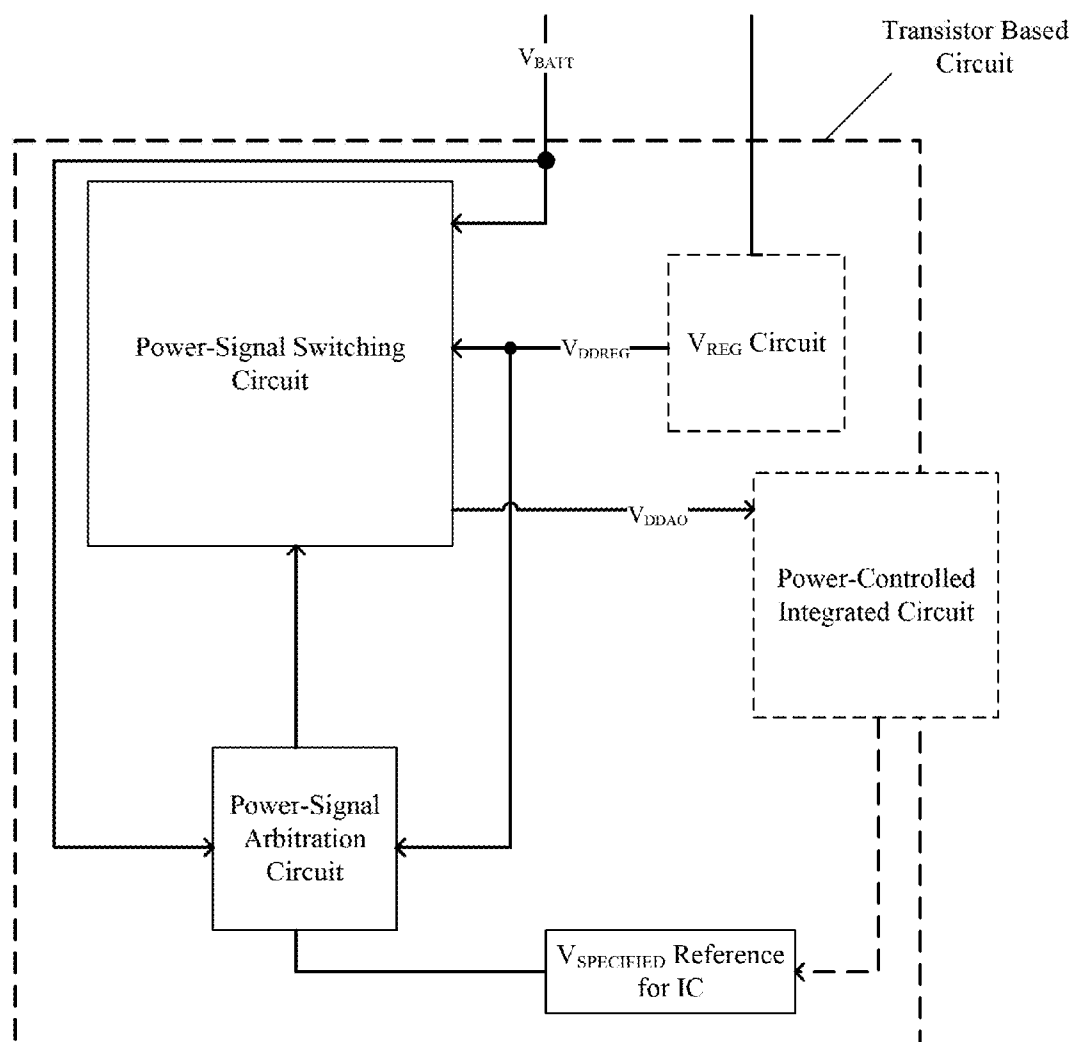 Transistor Based
Circuit
V_BATT
Power-Signal Switching
Circuit
V_DDREG
V_REG Circuit
V_DDAO
Power-Controlled
Integrated Circuit
Power-Signal
Arbitration
Circuit
V_SPECIFIED Reference
for IC